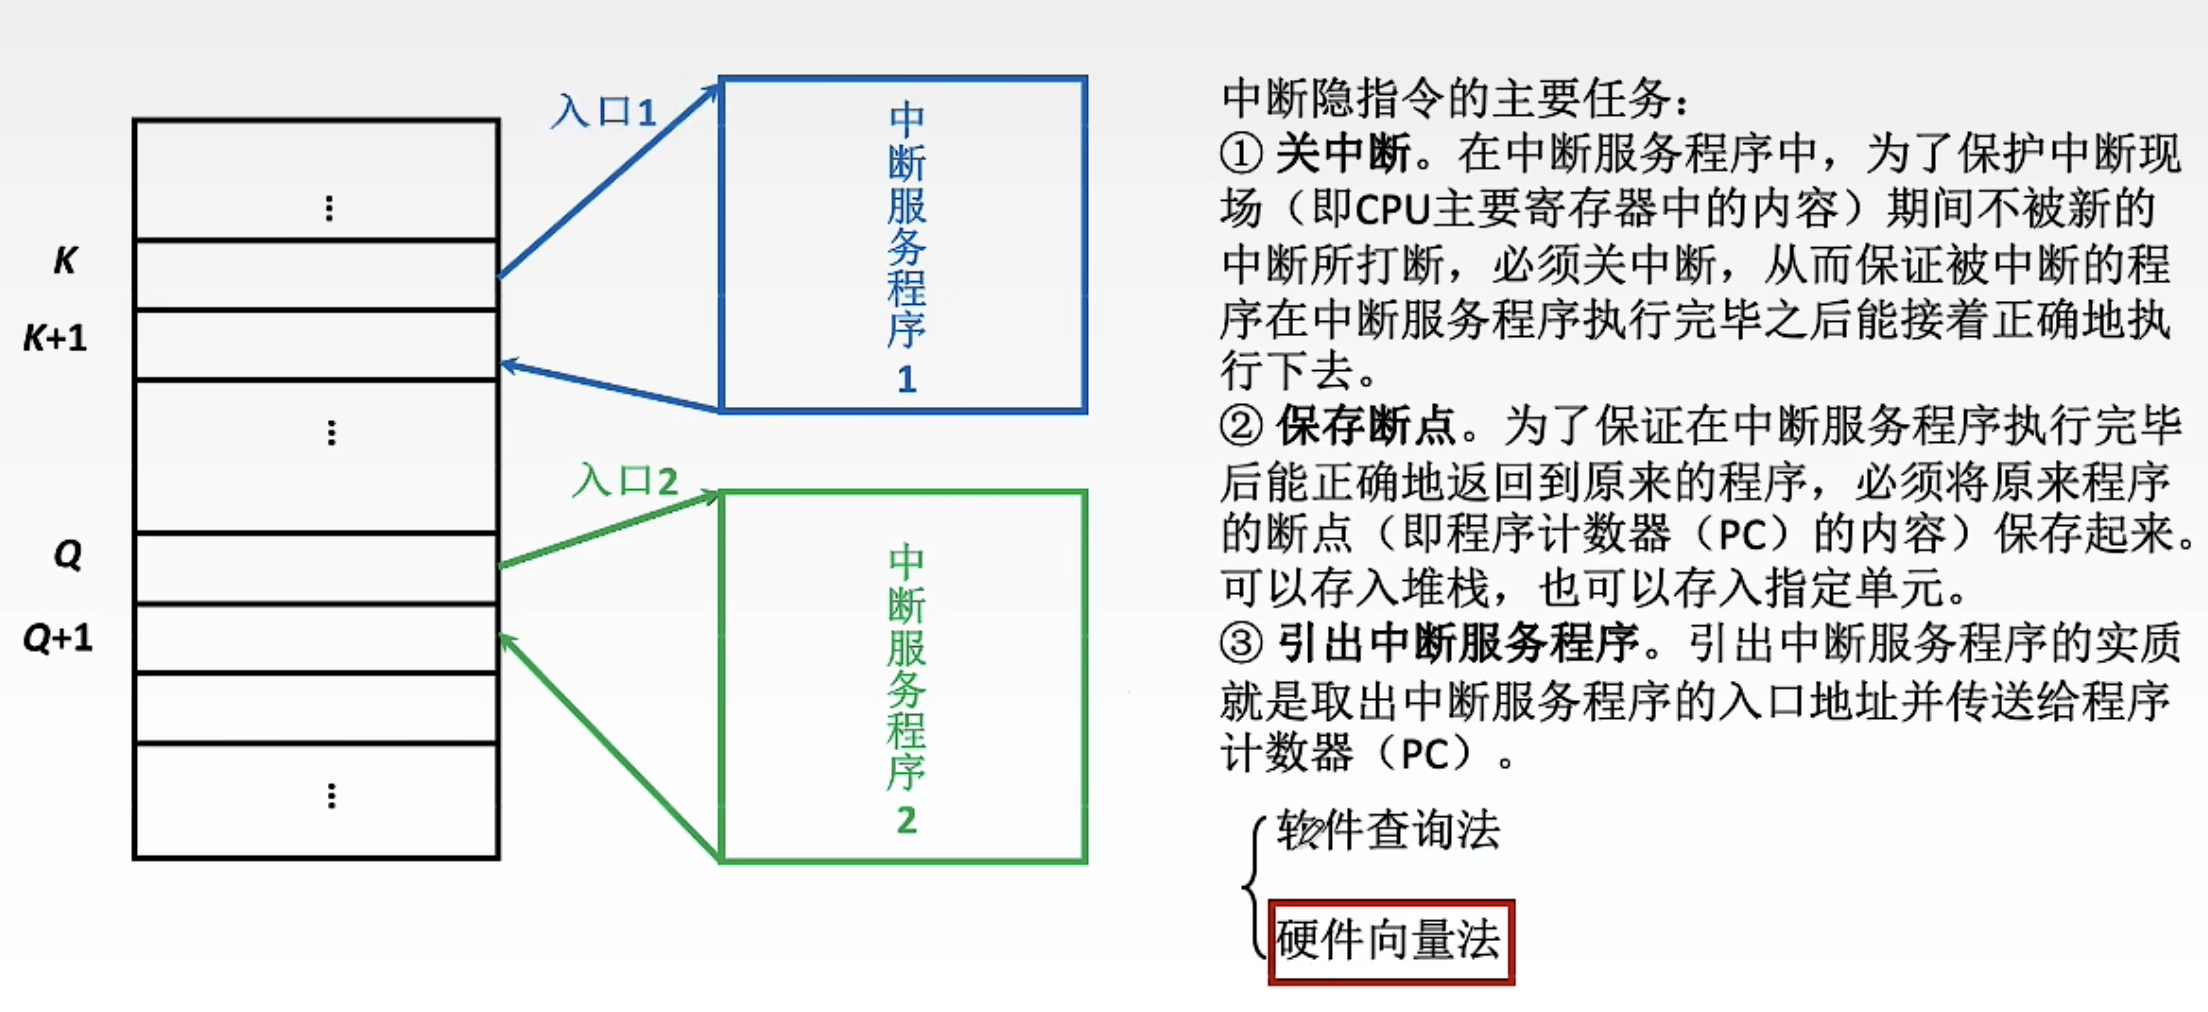 K
K+1
⋮
⋮
Q
Q+1
⋮
入口1
中断服务程序1
入口2
中断服务程序2
中断隐指令的主要任务：
① 关中断。在中断服务程序中，为了保护中断现
场（即CPU主要寄存器中的内容）期间不被新的
中断所打断，必须关中断，从而保证被中断的程
序在中断服务程序执行完毕之后能接着正确地执
行下去。
② 保存断点。为了保证在中断服务程序执行完毕
后能正确地返回到原来的程序，必须将原来程序
的断点（即程序计数器（PC）的内容）保存起来。
可以存入堆栈，也可以存入指定单元。
③ 引出中断服务程序。引出中断服务程序的实质
就是取出中断服务程序的入口地址并传送给程序
计数器（PC）。
软件查询法
硬件向量法